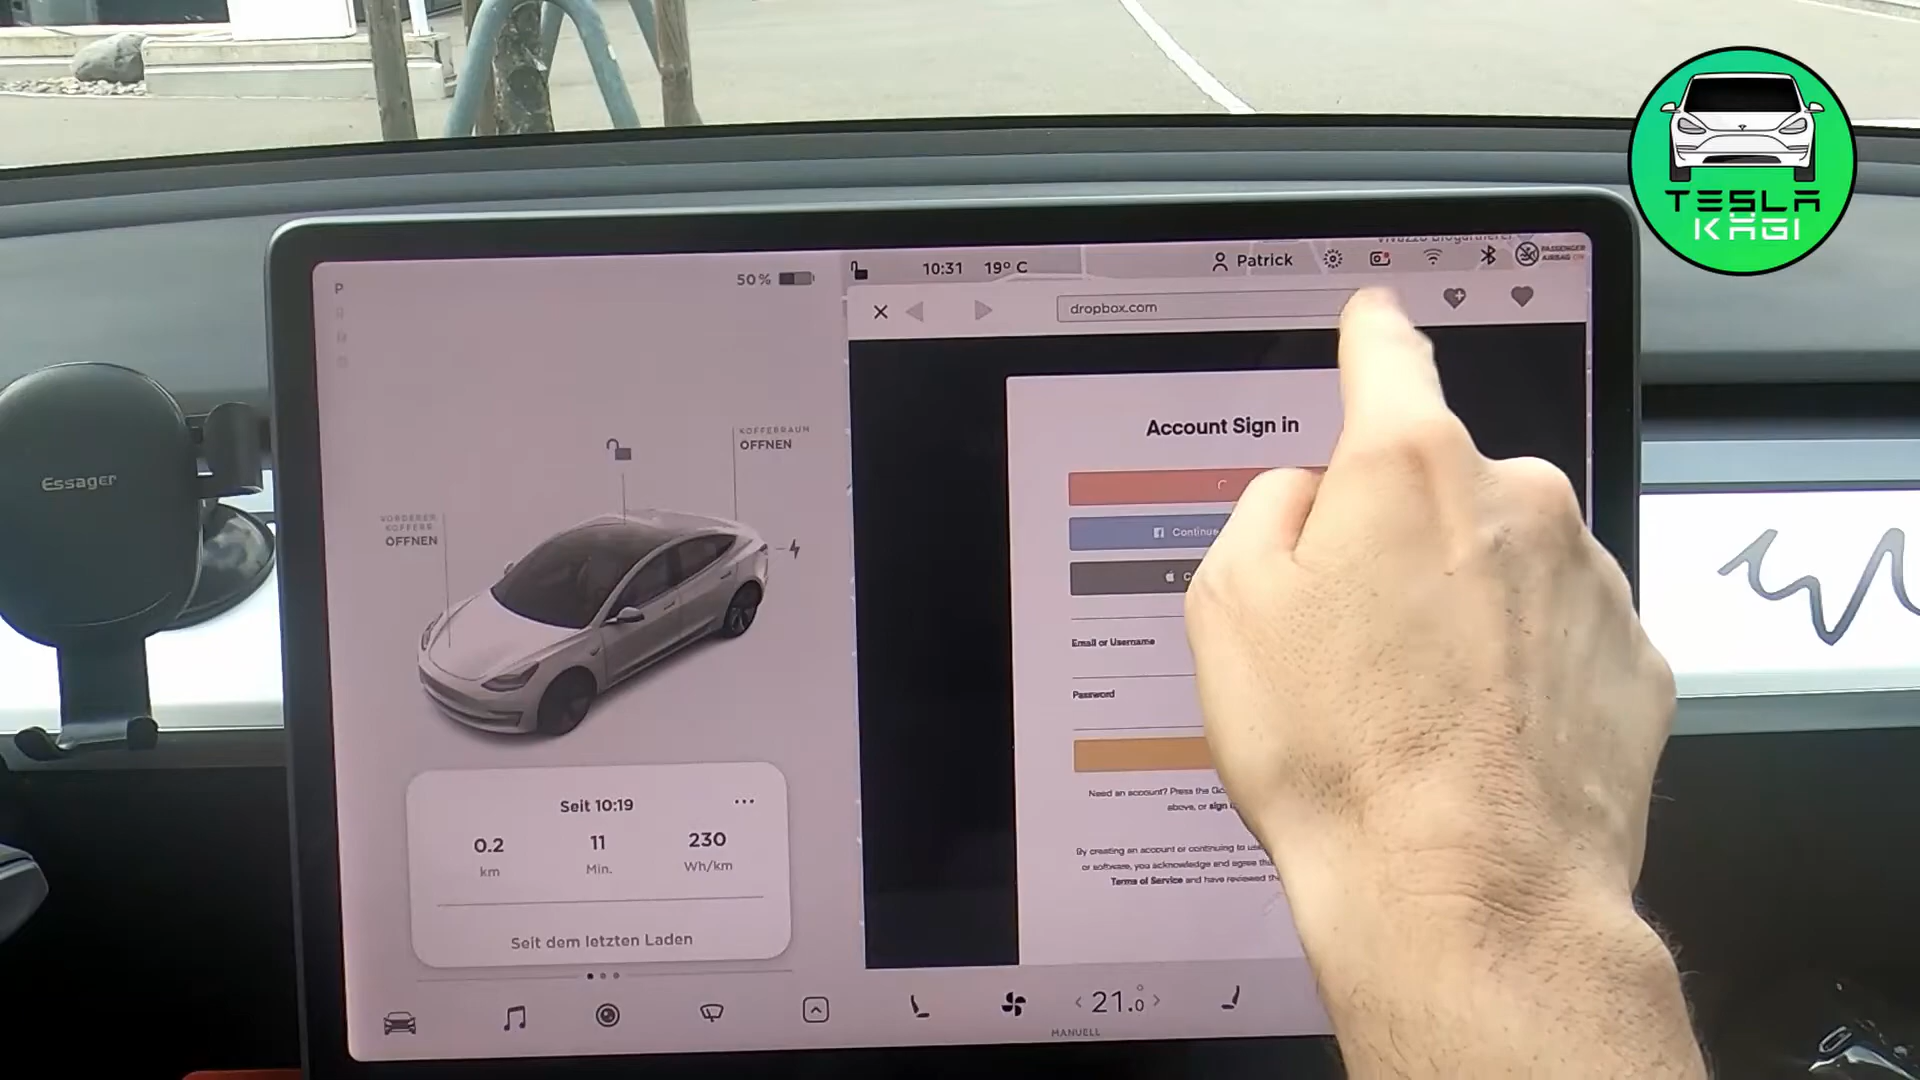 TESLA
KAGI
P
50 %
10:31
19° C
Patrick
PASSENGER
AIRBAG ON
dropbox.com
Essager
KOFFERRAUM
ÖFFNEN
VORDERER
KOFFERR
ÖFFNEN
Account Sign in
Continue
Email or Username
Password
Need an account? Press the
above, or sign
By creating an account or continuing to
or software, you acknowledge and agree
Terms of Service and have reviewed
Seit 10:19
0.2
km
11
Min.
230
Wh/km
Seit dem letzten Laden
21.0
MANUELL